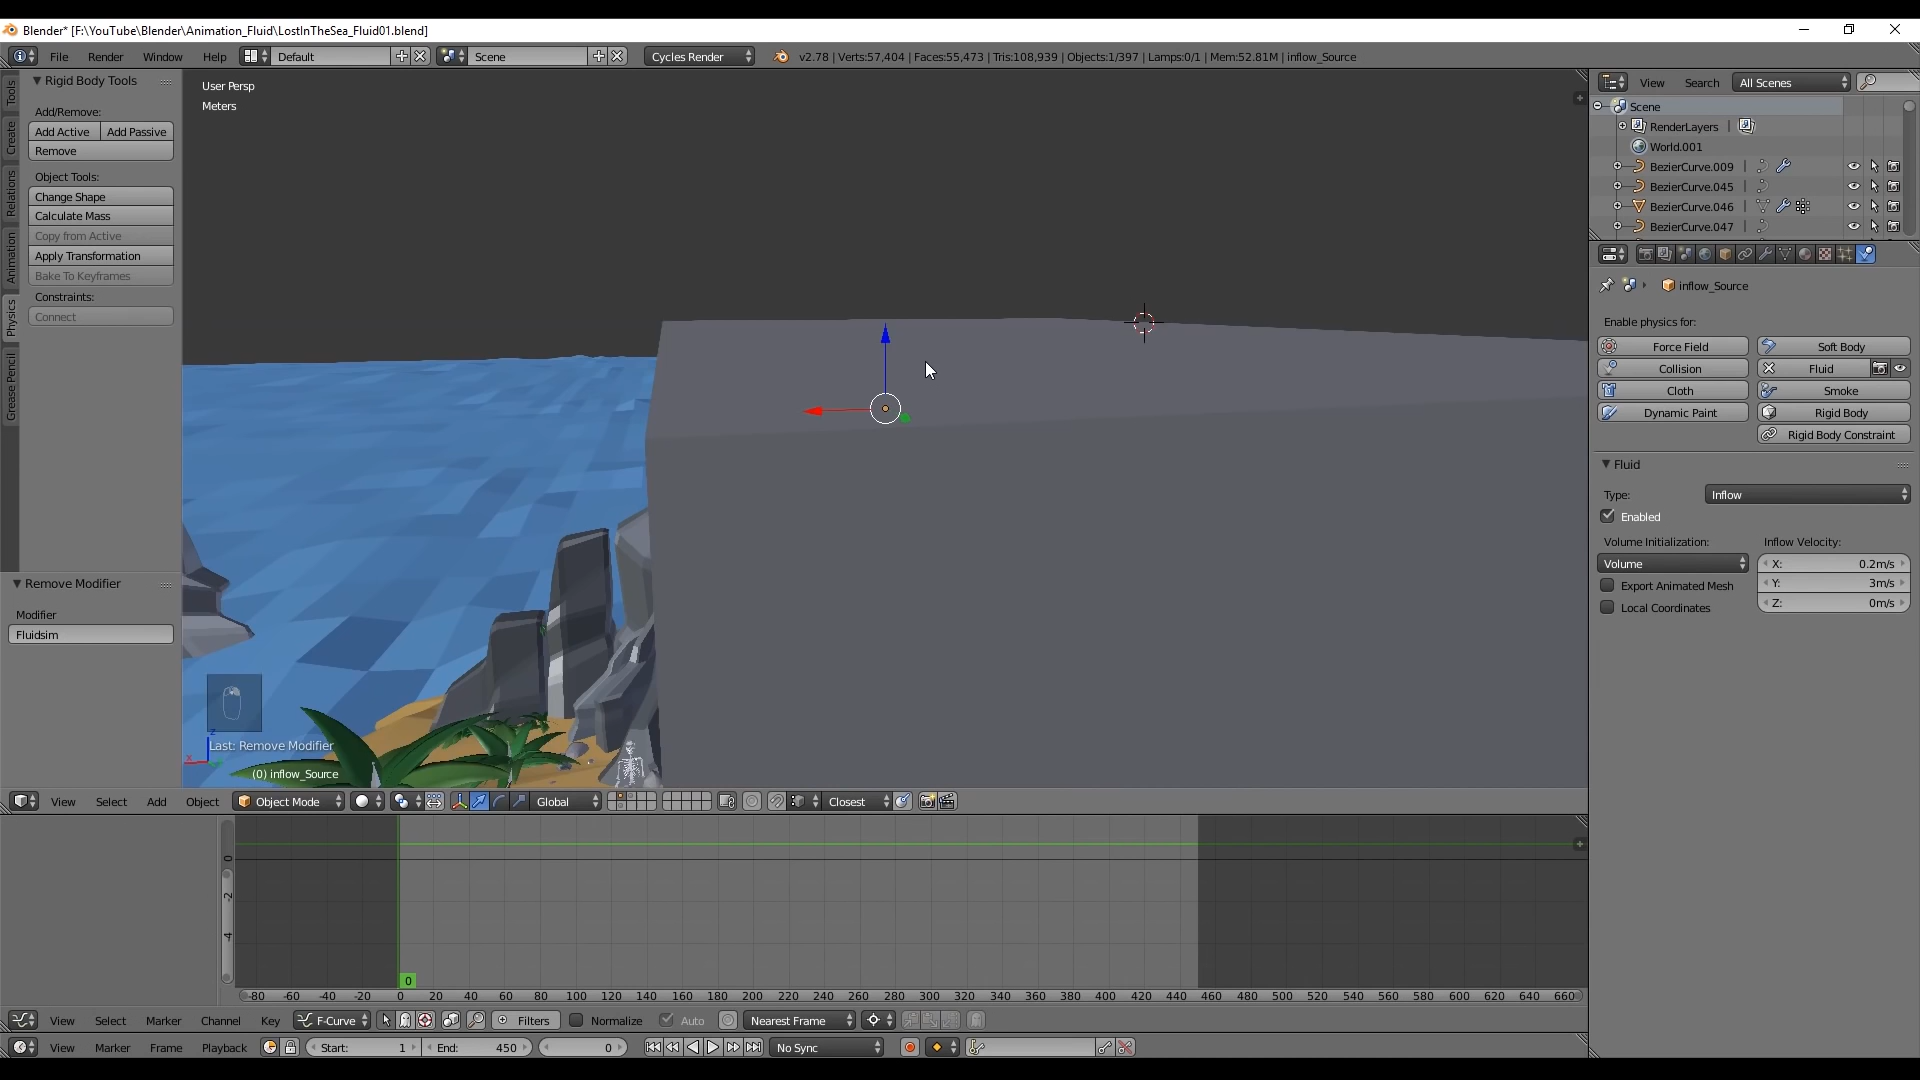 Blender* [F:\YouTube\Blender\Animation_Fluid\LostInTheSea_Fluid01.blend]
File Render Window Help Default Scene Cycles Render v2.78 | Verts:57,404 | Faces:55,473 | Tris:108,939 | Objects:1/397 | Lamps:0/1 | Mem:52.81M | inflow_Source
Rigid Body Tools
Add/Remove:
Add Active Add Passive
Remove
Object Tools:
Change Shape
Calculate Mass
Copy from Active
Apply Transformation
Bake To Keyframes
Constraints:
Connect
Tools
Create
Relations
Animation
Physics
Grease Pencil
Remove Modifier
Modifier
Fluidsim
User Persp
Meters
Last: Remove Modifier
(0) inflow_Source
z
x
View Select Add Object Object Mode Global Closest
View Search All Scenes
Scene
RenderLayers |
World.001
BezierCurve.009 |
BezierCurve.045 |
BezierCurve.046 |
BezierCurve.047 |
inflow_Source
Enable physics for:
Force Field Soft Body
Collision Fluid
Cloth Smoke
Dynamic Paint Rigid Body
Rigid Body Constraint
Fluid
Type: Inflow
Enabled
Volume Initialization: Inflow Velocity:
Volume X: 0.2m/s
Export Animated Mesh Y: 3m/s
Local Coordinates Z: 0m/s
0
-2
-4
0
-80 -60 -40 -20 0 20 40 60 80 100 120 140 160 180 200 220 240 260 280 300 320 340 360 380 400 420 440 460 480 500 520 540 560 580 600 620 640 660
View Select Marker Channel Key F-Curve Filters Normalize Auto Nearest Frame
View Marker Frame Playback Start: 1 End: 450 0 No Sync